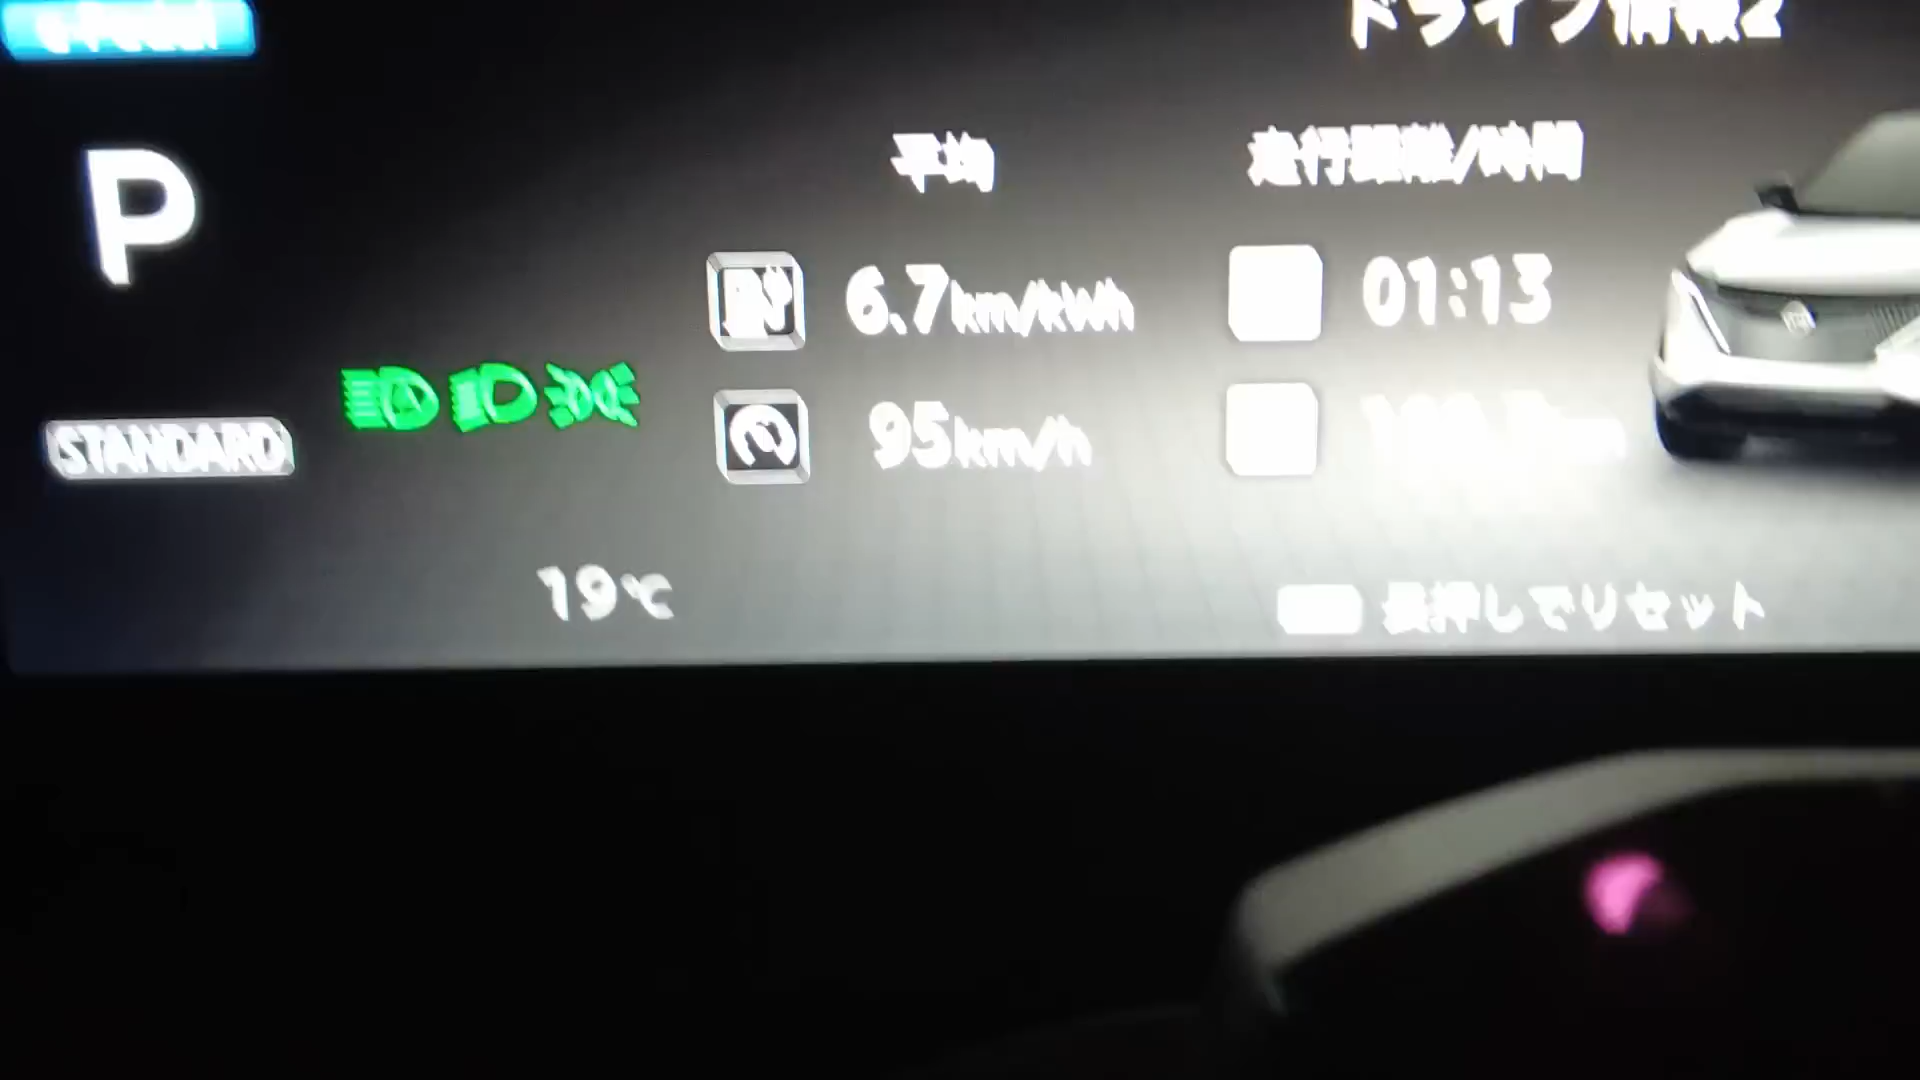 e-Pedal
ドライブ情報2
P
平均
走行距離/時間
6.7km/kWh
01:13
STANDARD
95km/h
19℃
長押しでリセット